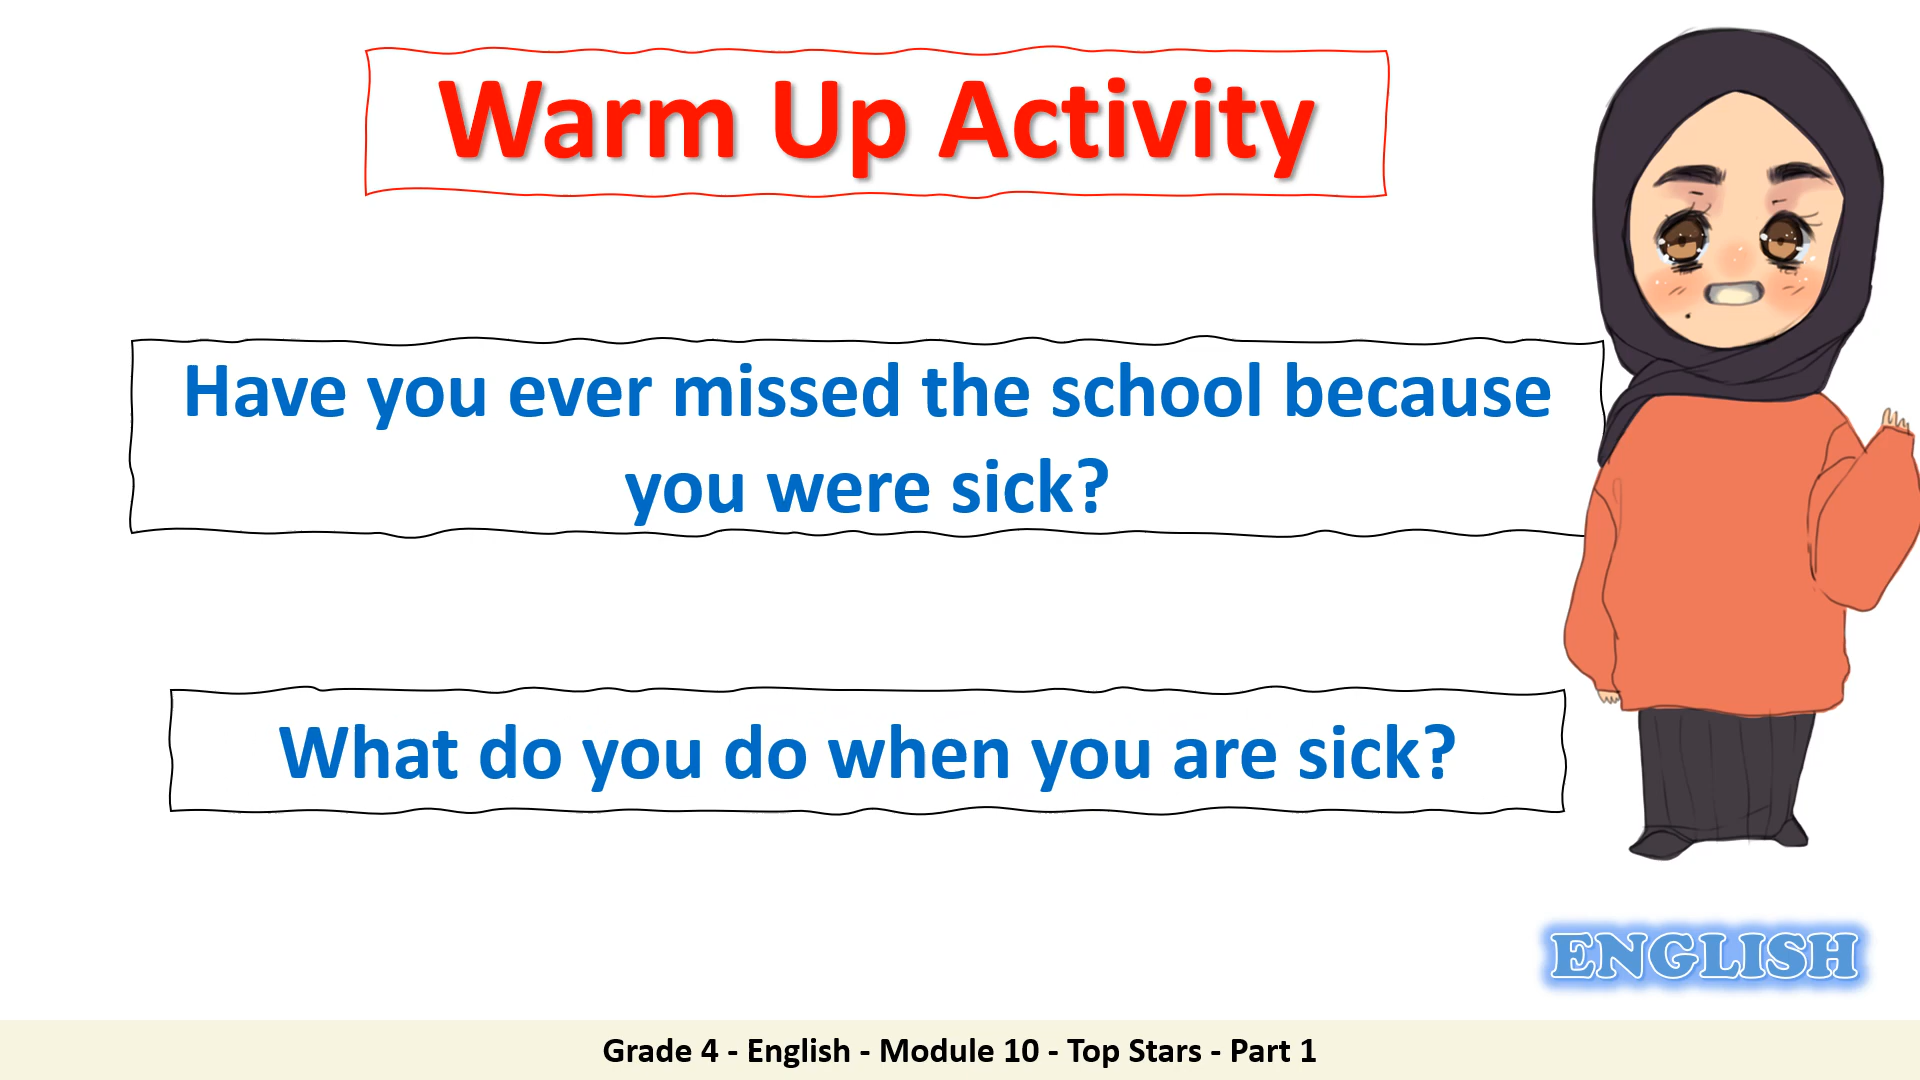 Warm Up Activity
Have you ever missed the school because
you were sick?
What do you do when you are sick?
ENGLISH
Grade 4 - English - Module 10 - Top Stars - Part 1